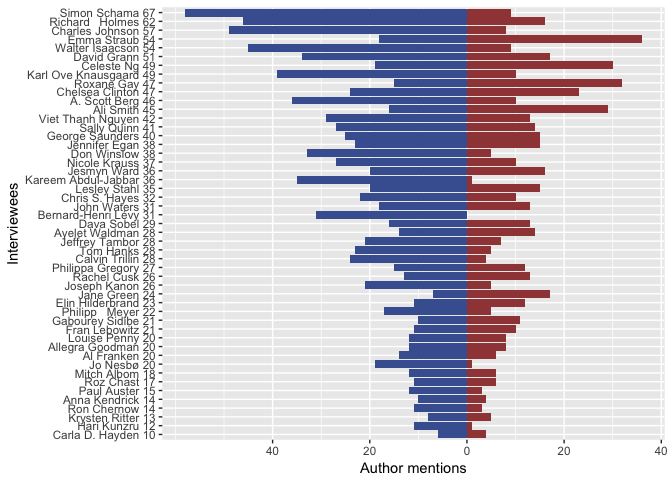 Simon Schama 67
Richard   Holmes 62
Charles Johnson 57
Emma Straub 54
Walter Isaacson 54
David Grann 51
Celeste Ng 49
Karl Ove Knausgaard 49
Roxane Gay 47
Chelsea Clinton 47
A. Scott Berg 46
Ali Smith 45
Viet Thanh Nguyen 42
Sally Quinn 41
George Saunders 40
Jennifer Egan 38
Don Winslow 38
Nicole Krauss 37
Jesmyn Ward 36
Kareem Abdul-Jabbar 36
Lesley Stahl 35
Chris S. Hayes 32
John Waters 31
Bernard-Henri Lévy 31
Dava Sobel 29
Ayelet Waldman 28
Jeffrey Tambor 28
Tom Hanks 28
Calvin Trillin 28
Philippa Gregory 27
Rachel Cusk 26
Joseph Kanon 26
Jane Green 24
Elin Hilderbrand 23
Philipp   Meyer 22
Gabourey Sidibe 21
Fran Lebowitz 21
Louise Penny 20
Allegra Goodman 20
Al Franken 20
Jo Nesbø 20
Mitch Albom 18
Roz Chast 17
Paul Auster 15
Anna Kendrick 14
Ron Chernow 14
Krysten Ritter 13
Hari Kunzru 12
Carla D. Hayden 10
Interviewees
40 20 0 20 40
Author mentions